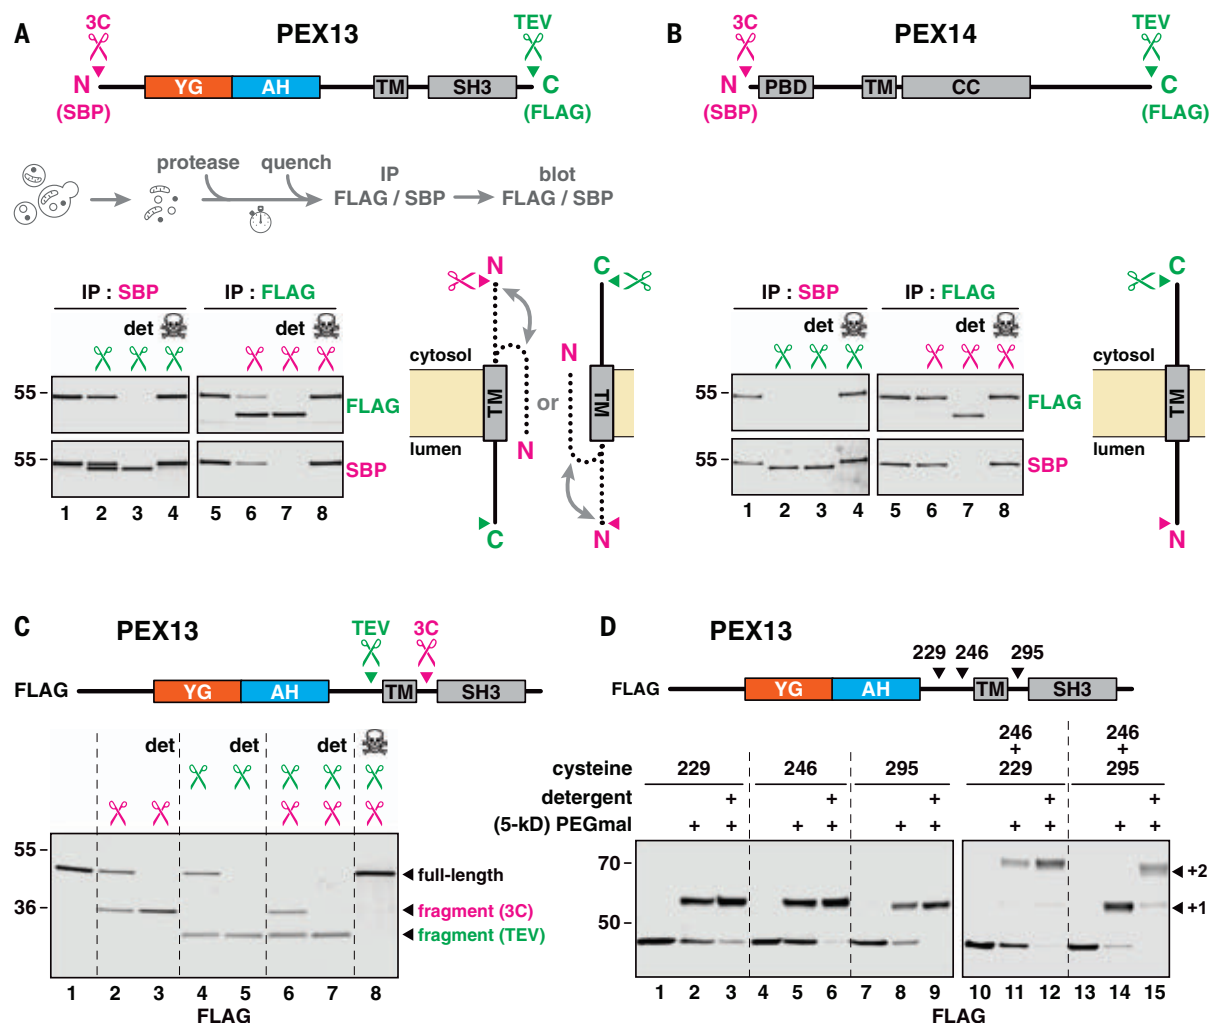 A
3C
PEX13
TEV
N
YG
AH
TM
SH3
C
(SBP)
(FLAG)
protease
quench
IP
FLAG / SBP
blot
FLAG / SBP
IP : SBP
IP : FLAG
det
det
55
FLAG
55
SBP
1 2 3 4 5 6 7 8
N
C
cytosol
TM
N
or
TM
lumen
N
C
N
B
3C
PEX14
TEV
N
PBD
TM
CC
C
(SBP)
(FLAG)
IP : SBP
IP : FLAG
det
det
55
FLAG
55
SBP
1 2 3 4 5 6 7 8
C
cytosol
TM
lumen
N
C
PEX13
TEV
3C
FLAG
YG
AH
TM
SH3
det
det
det
55
36
full-length
fragment (3C)
fragment (TEV)
1 2 3 4 5 6 7 8
FLAG
D
PEX13
229 246 295
FLAG
YG
AH
TM
SH3
246 246
+ +
cysteine 229 246 295 229 295
detergent + + + + +
(5-kD) PEGmal + + + + + + + + + +
70
50
+2
+1
1 2 3 4 5 6 7 8 9 10 11 12 13 14 15
FLAG